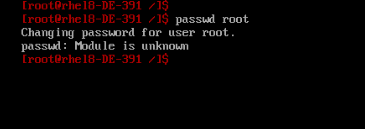 [root@rhel8-DE-391 /]$
[root@rhel8-DE-391 /]$ passwd root
Changing password for user root.
passwd: Module is unknown
[root@rhel8-DE-391 /]$